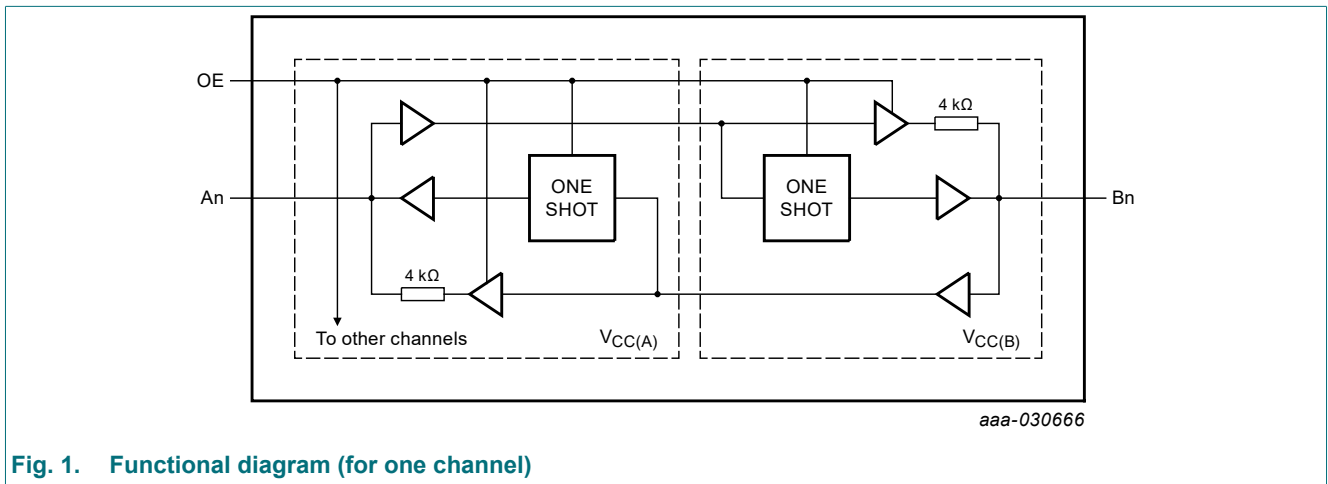 OE
4 kΩ
An
ONE
SHOT
ONE
SHOT
Bn
4 kΩ
To other channels
VCC(A)
VCC(B)
aaa-030666
Fig. 1. Functional diagram (for one channel)